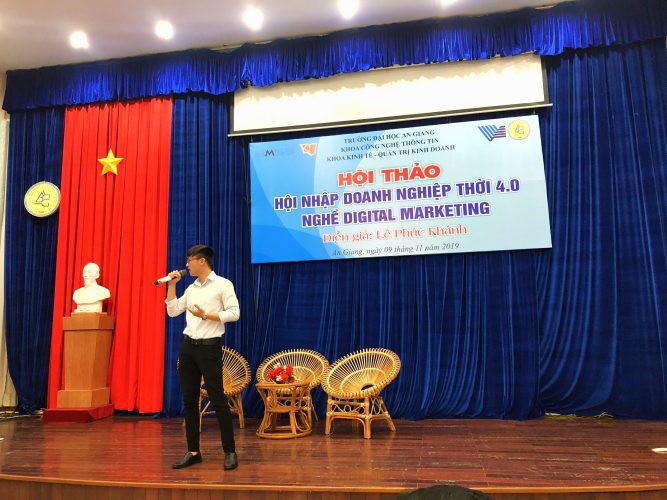 TRƯỜNG ĐẠI HỌC AN GIANG
KHOA CÔNG NGHỆ THÔNG TIN
KHOA KINH TẾ - QUẢN TRỊ KINH DOANH
HỘI THẢO
HỘI NHẬP DOANH NGHIỆP THỜI 4.0
NGHỀ DIGITAL MARKETING
Diễn giả: Lê Phúc Khánh
An Giang, ngày 09 tháng 11 năm 2019